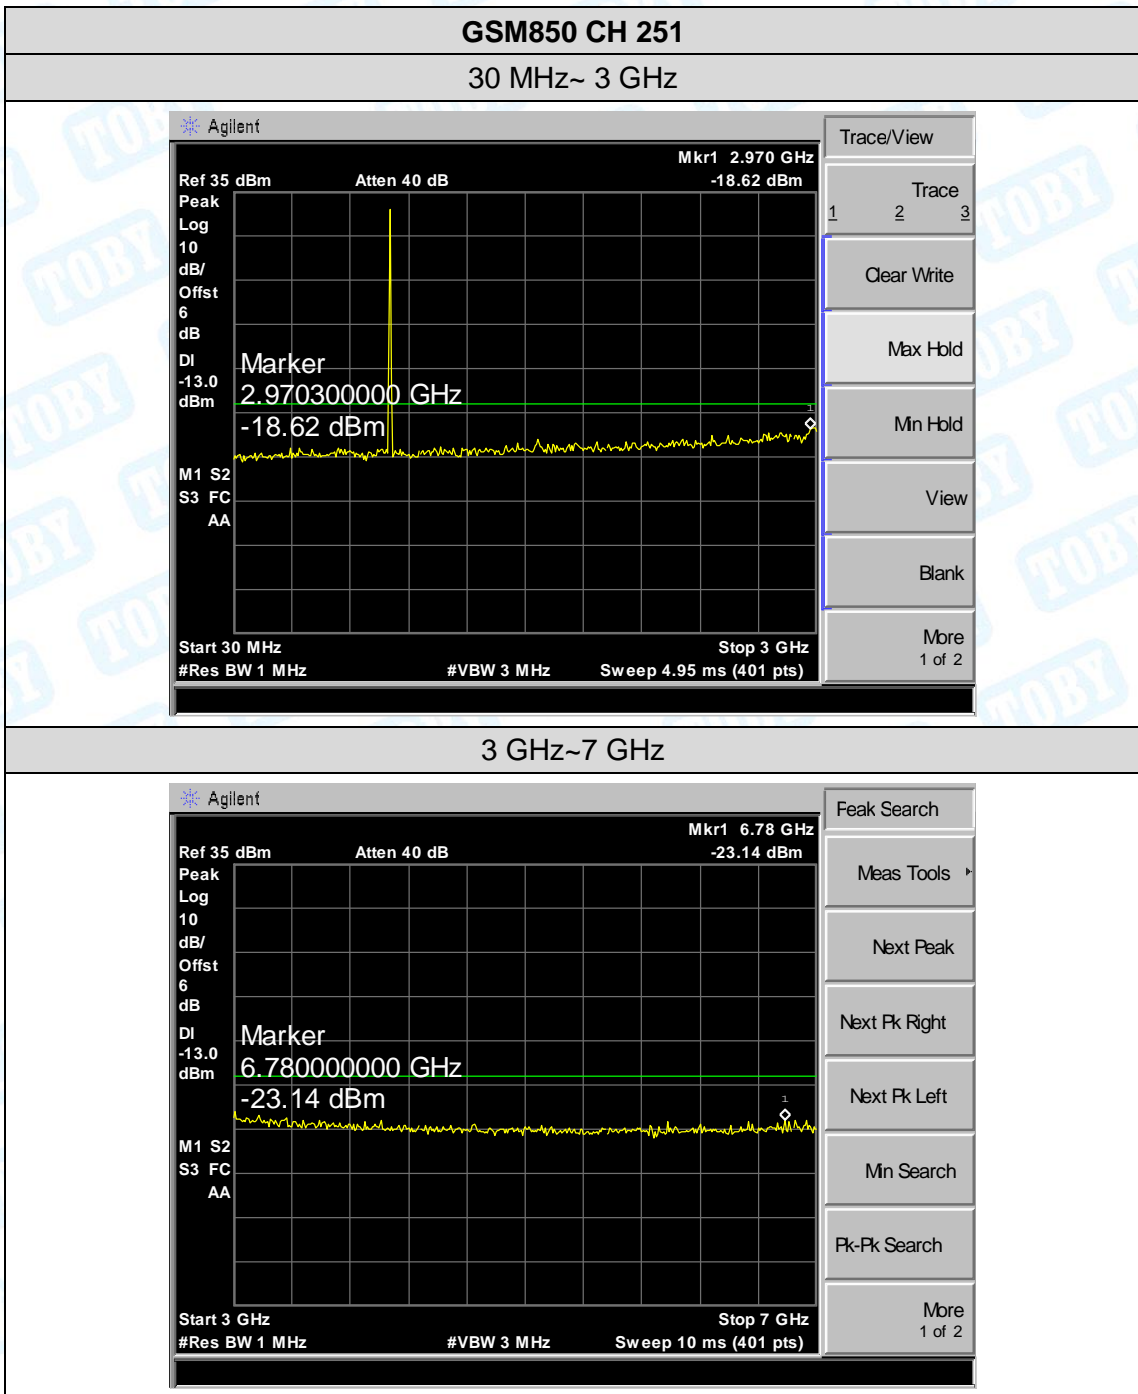 GSM850 CH 251
30 MHz~ 3 GHz
Agilent
Trace/View
Mkr1 2.970 GHz
Ref 35 dBm Atten 40 dB -18.62 dBm
Peak
Log
10
dB/
Offst
6
dB
DI
-13.0
dBm
Marker
2.970300000 GHz
-18.62 dBm
1
M1 S2
S3 FC
AA
Start 30 MHz Stop 3 GHz
#Res BW 1 MHz #VBW 3 MHz Sweep 4.95 ms (401 pts)
Trace
1 2 3
Clear Write
Max Hold
Min Hold
View
Blank
More
1 of 2
3 GHz~7 GHz
Agilent
Feak Search
Mkr1 6.78 GHz
Ref 35 dBm Atten 40 dB -23.14 dBm
Peak
Log
10
dB/
Offst
6
dB
DI
-13.0
dBm
Marker
6.780000000 GHz
-23.14 dBm
1
M1 S2
S3 FC
AA
Start 3 GHz Stop 7 GHz
#Res BW 1 MHz #VBW 3 MHz Sweep 10 ms (401 pts)
Meas Tools
Next Peak
Next Pk Right
Next Pk Left
Min Search
Pk-Pk Search
More
1 of 2
TOBY